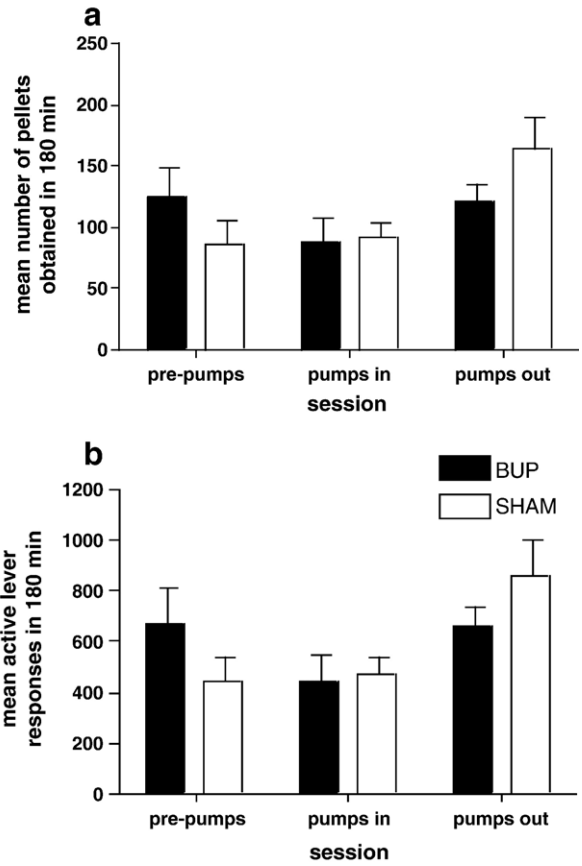 a
mean number of pellets
obtained in 180 min
250
200
150
100
50
0
pre-pumps pumps in pumps out
session
b
BUP
SHAM
mean active lever
responses in 180 min
1200
1000
800
600
400
200
0
pre-pumps pumps in pumps out
session